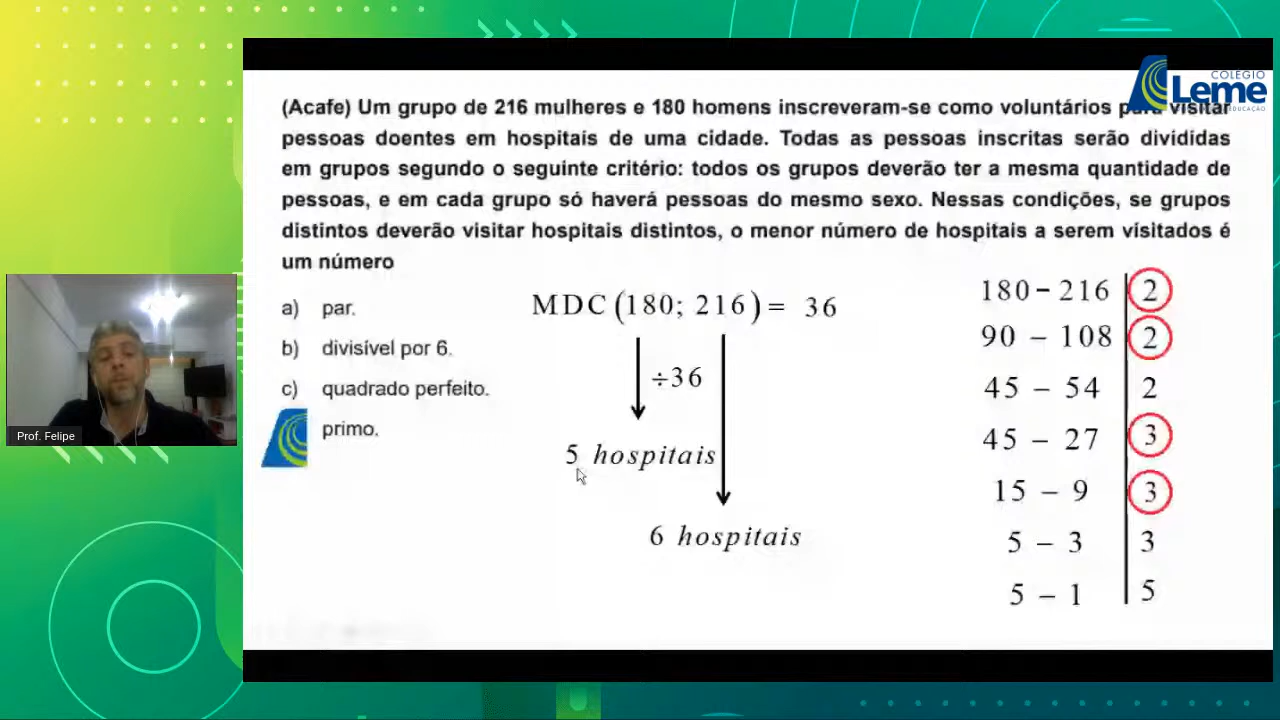 COLEGIO
Leme
EDUCAÇÃO
(Acafe) Um grupo de 216 mulheres e 180 homens inscreveram-se como voluntários para visitar
pessoas doentes em hospitais de uma cidade. Todas as pessoas inscritas serão divididas
em grupos segundo o seguinte critério: todos os grupos deverão ter a mesma quantidade de
pessoas, e em cada grupo só haverá pessoas do mesmo sexo. Nessas condições, se grupos
distintos deverão visitar hospitais distintos, o menor número de hospitais a serem visitados é
um número
a) par.
b) divisível por 6.
c) quadrado perfeito.
primo.
MDC (180; 216) = 36
÷36
5 hospitais
6 hospitais
180 – 216 | 2
90 – 108 | 2
45 – 54 | 2
45 – 27 | 3
15 – 9 | 3
5 – 3 | 3
5 – 1 | 5
Prof. Felipe